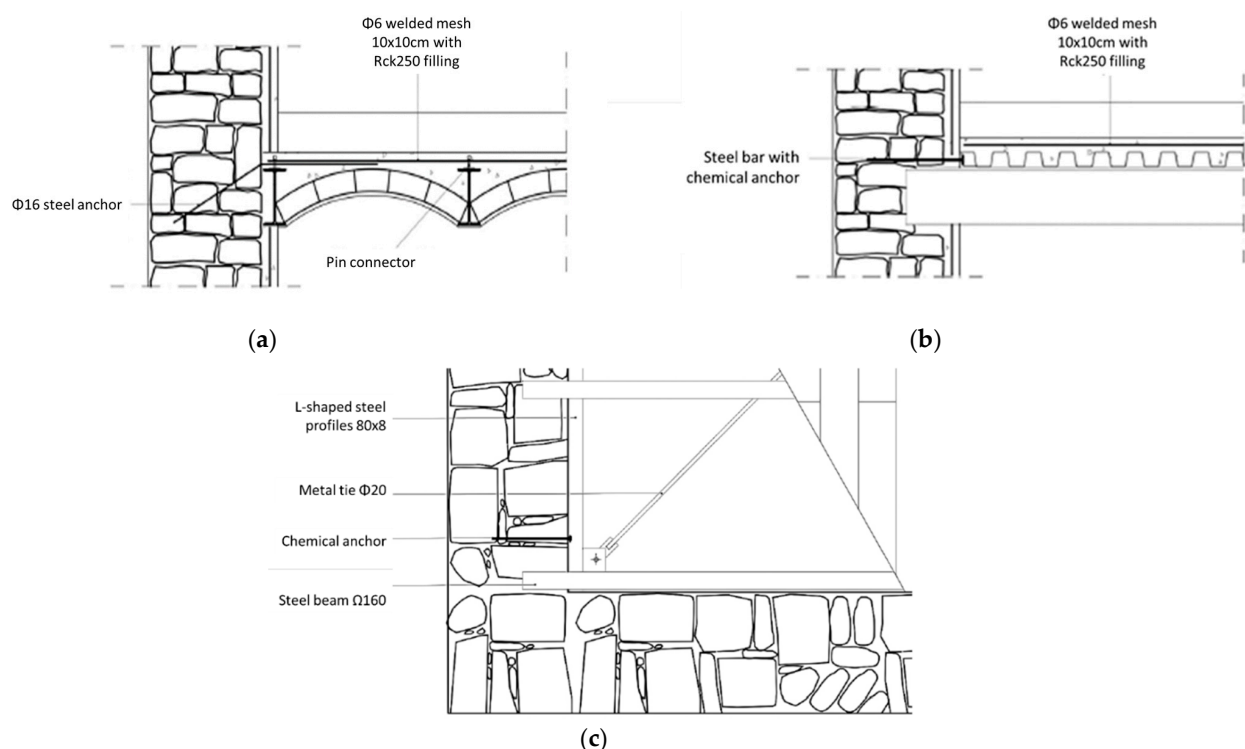 Φ6 welded mesh
10x10cm with
Rck250 filling
Φ16 steel anchor
Pin connector
(a)
Φ6 welded mesh
10x10cm with
Rck250 filling
Steel bar with
chemical anchor
(b)
L-shaped steel
profiles 80x8
Metal tie Φ20
Chemical anchor
Steel beam Ω160
(c)